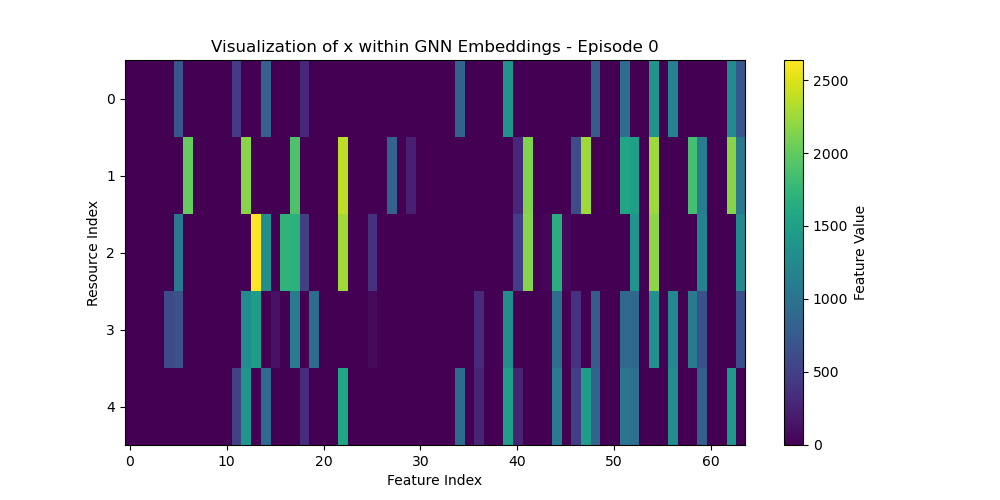 Visualization of x within GNN Embeddings - Episode 0
Resource Index
0
1
2
3
4
0 10 20 30 40 50 60
Feature Index
2500
2000
1500
1000
500
0
Feature Value